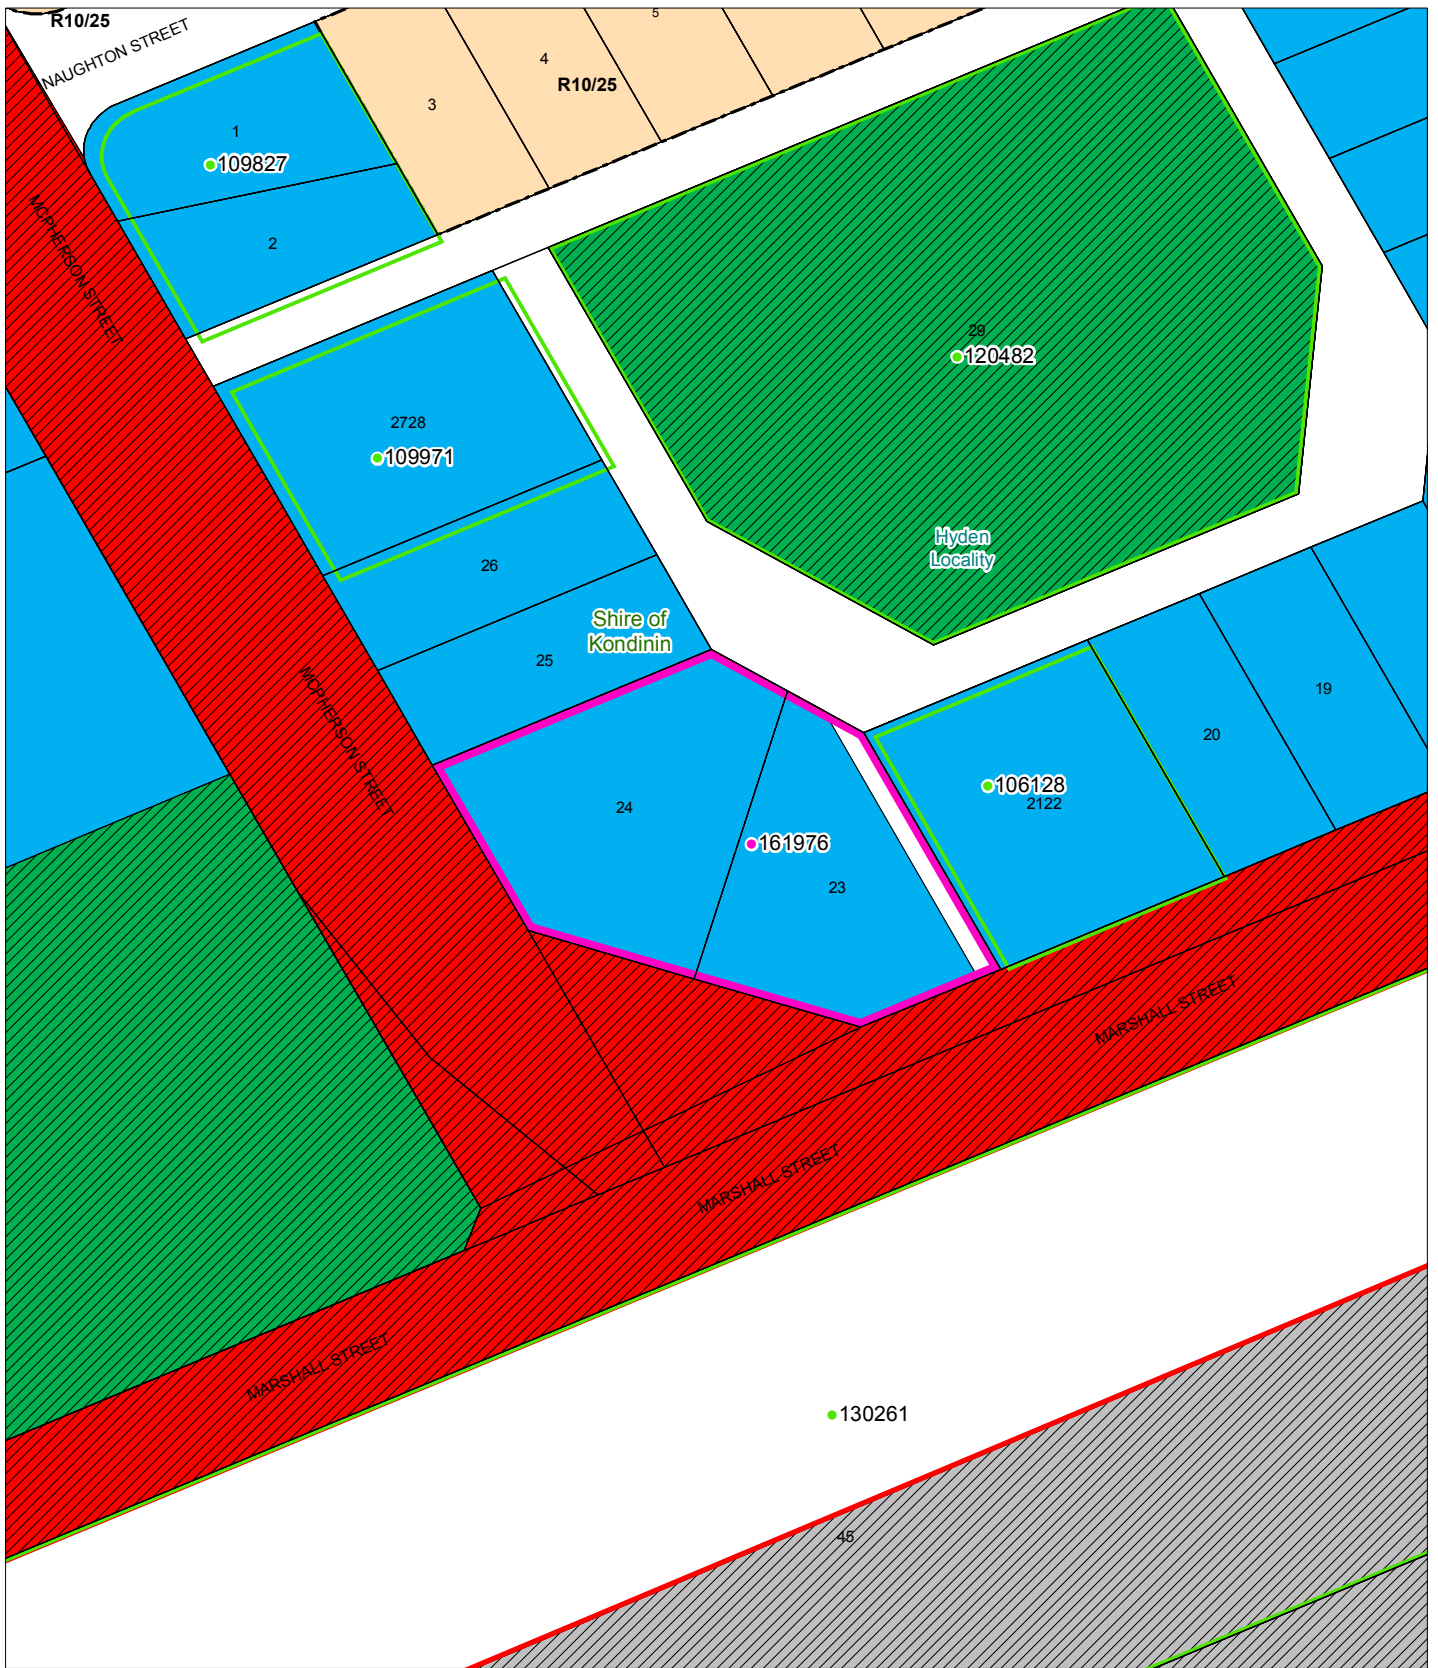 R10/25
NAUGHTON STREET
5
4
R10/25
3
1
109827
2
MCPHERSON STREET
29
120482
2728
109971
Hyden
Locality
26
Shire of
Kondinin
25
MCPHERSON STREET
19
20
106128
2122
24
161976
23
MARSHALL STREET
MARSHALL STREET
MARSHALL STREET
130261
45